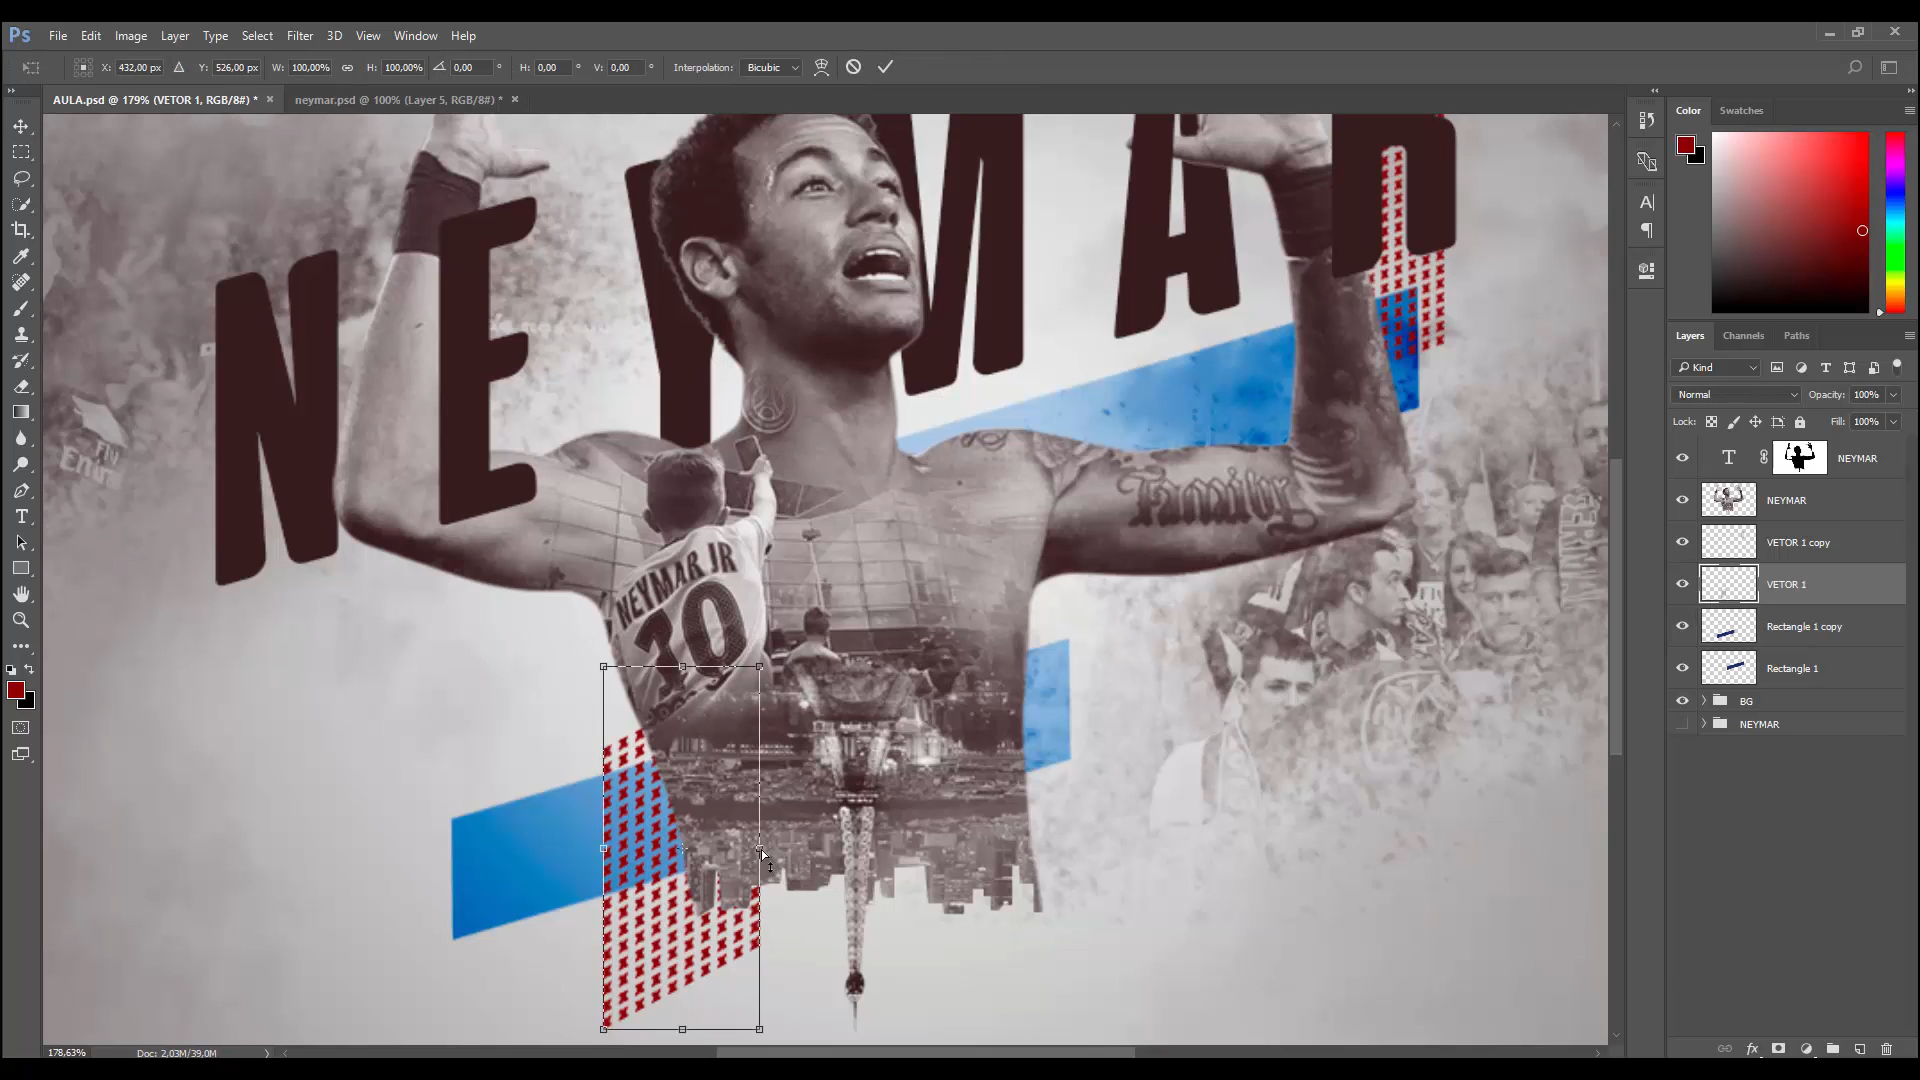 Ps File Edit Image Layer Type Select Filter 3D View Window Help
X: 432,00 px Y: 526,00 px W: 100,00% H: 100,00% 0,00 ° H: 0,00 ° V: 0,00 ° Interpolation: Bicubic
AULA.psd @ 179% (VETOR 1, RGB/8#) * neymar.psd @ 100% (Layer 5, RGB/8#) *
Color Swatches
NEYMAR
Family
NEYMAR JR
10
Layers Channels Paths
Kind
Normal Opacity: 100%
Lock: Fill: 100%
NEYMAR
NEYMAR
VETOR 1 copy
VETOR 1
Rectangle 1 copy
Rectangle 1
BG
NEYMAR
178,63% Doc: 2,03M/39,0M